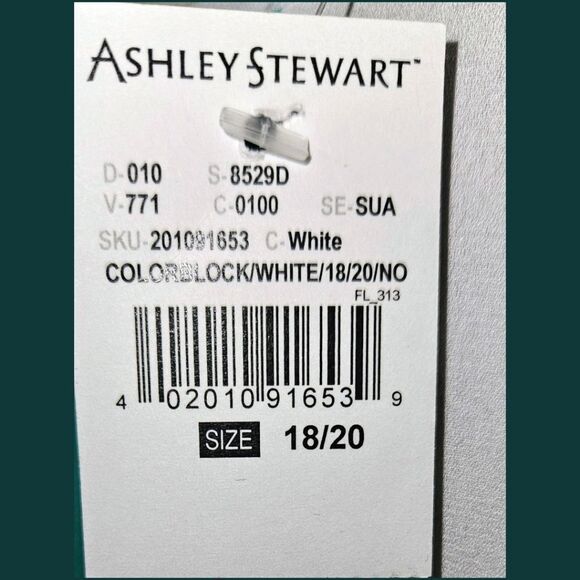 ASHLEY STEWART™
D-010 S-8529D
V-771 C-0100 SE-SUA
SKU-201091653 C-White
COLORBLOCK/WHITE/18/20/NO
FL_313
4 02010 91653 9
SIZE 18/20